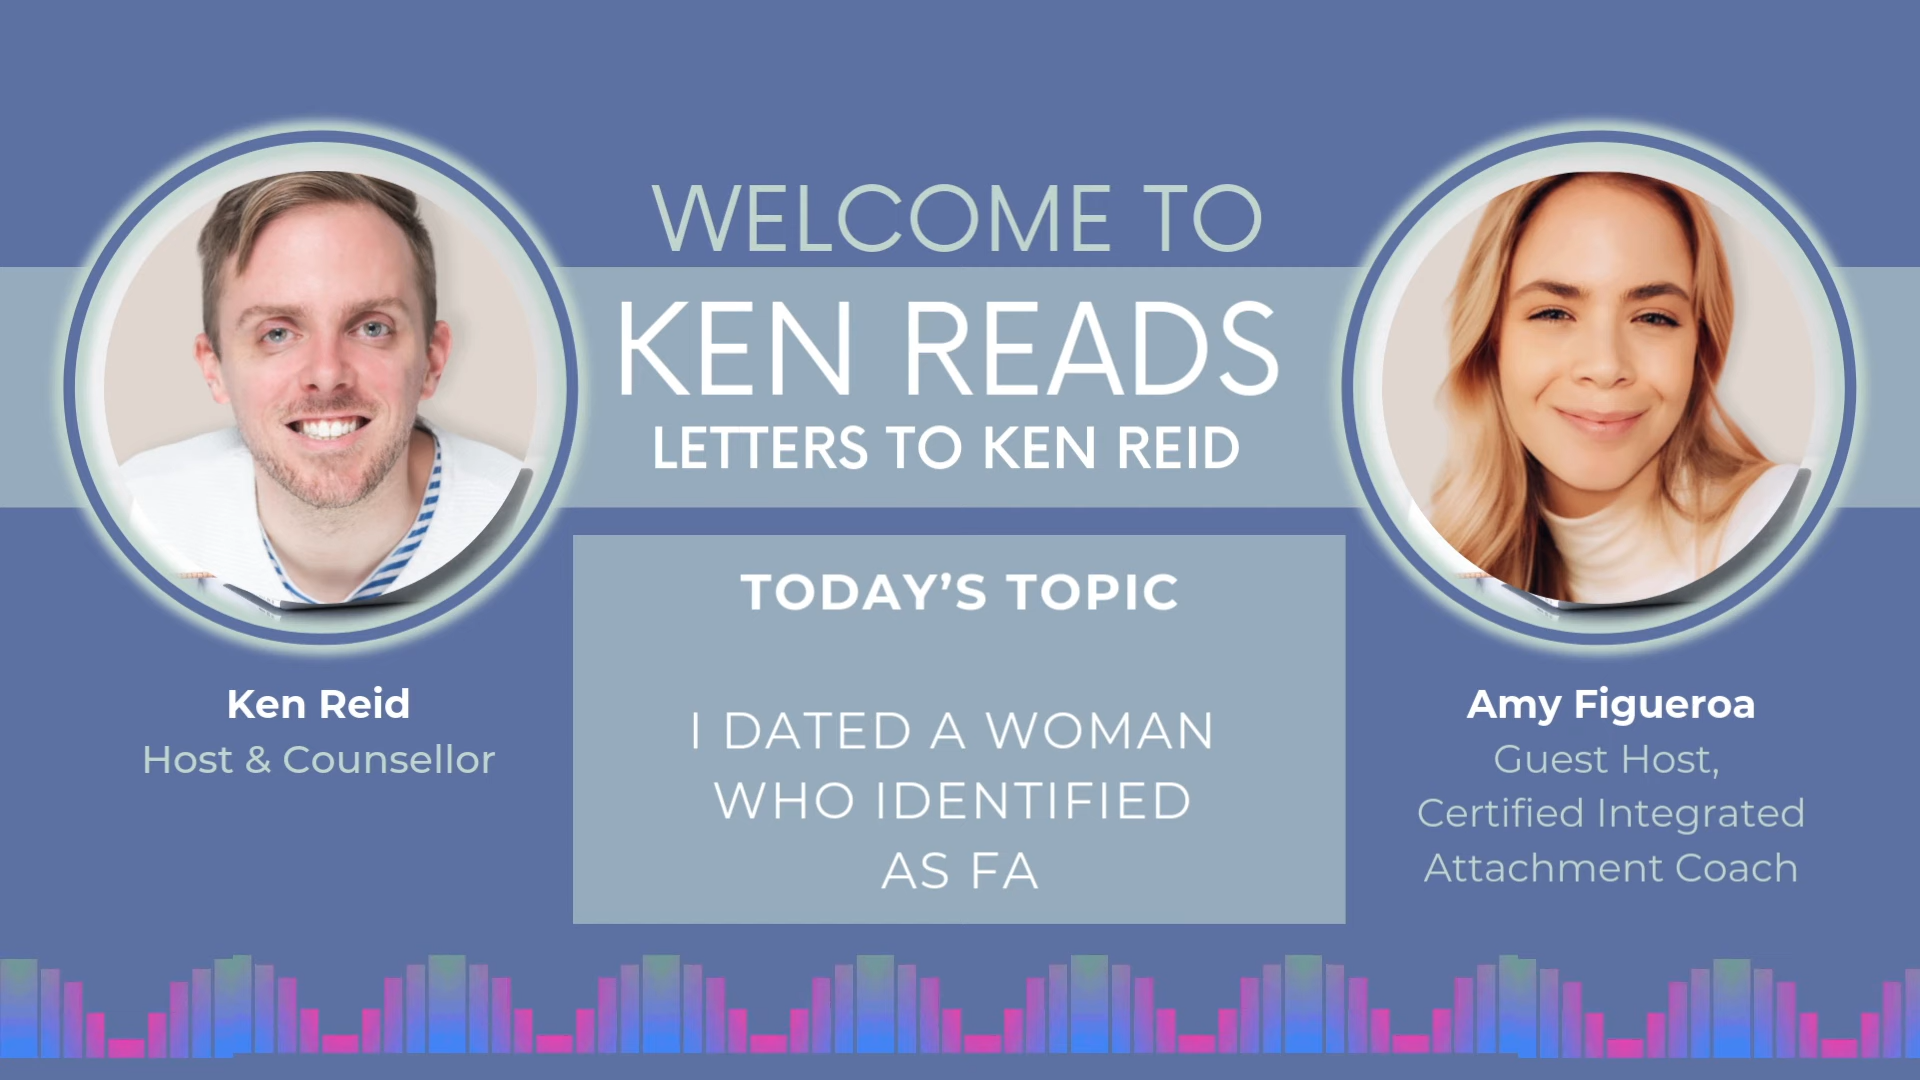 WELCOME TO
KEN READS
LETTERS TO KEN REID
TODAY’S TOPIC
I DATED A WOMAN
WHO IDENTIFIED
AS FA
Ken Reid
Host & Counsellor
Amy Figueroa
Guest Host,
Certified Integrated
Attachment Coach